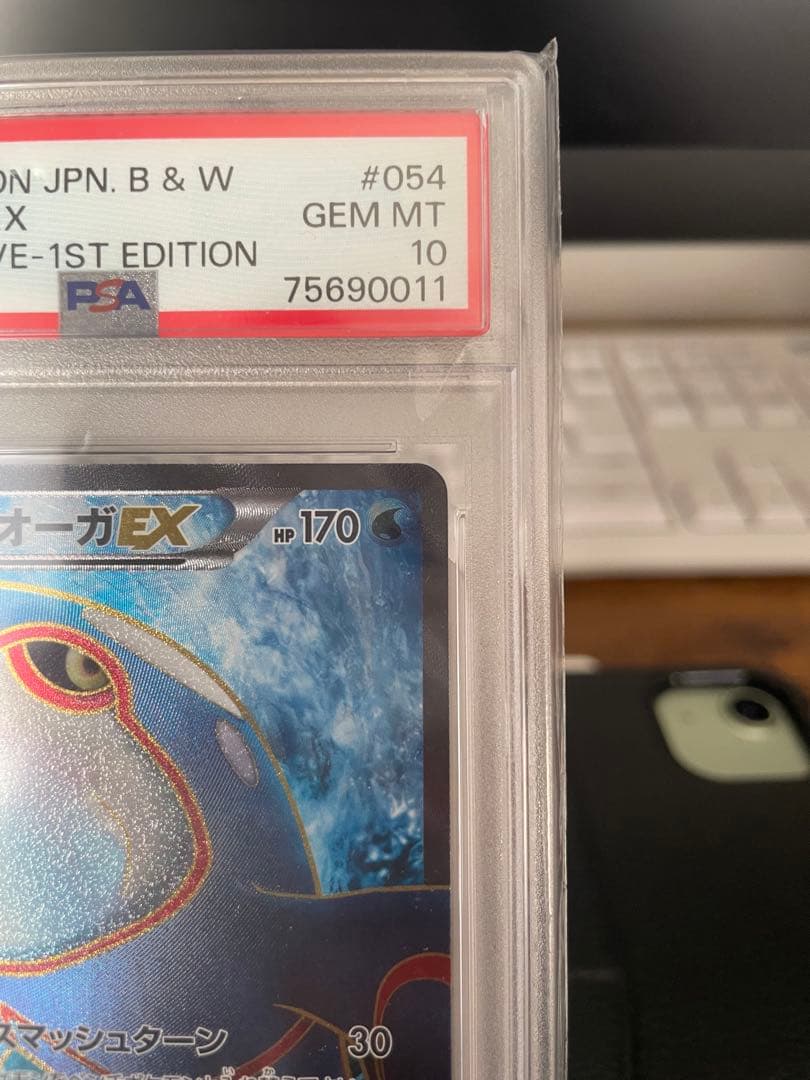 ON JPN. B & W #054
X GEM MT
VE-1ST EDITION 10
PSA 75690011
オーガEX HP170
スマッシュターン 30